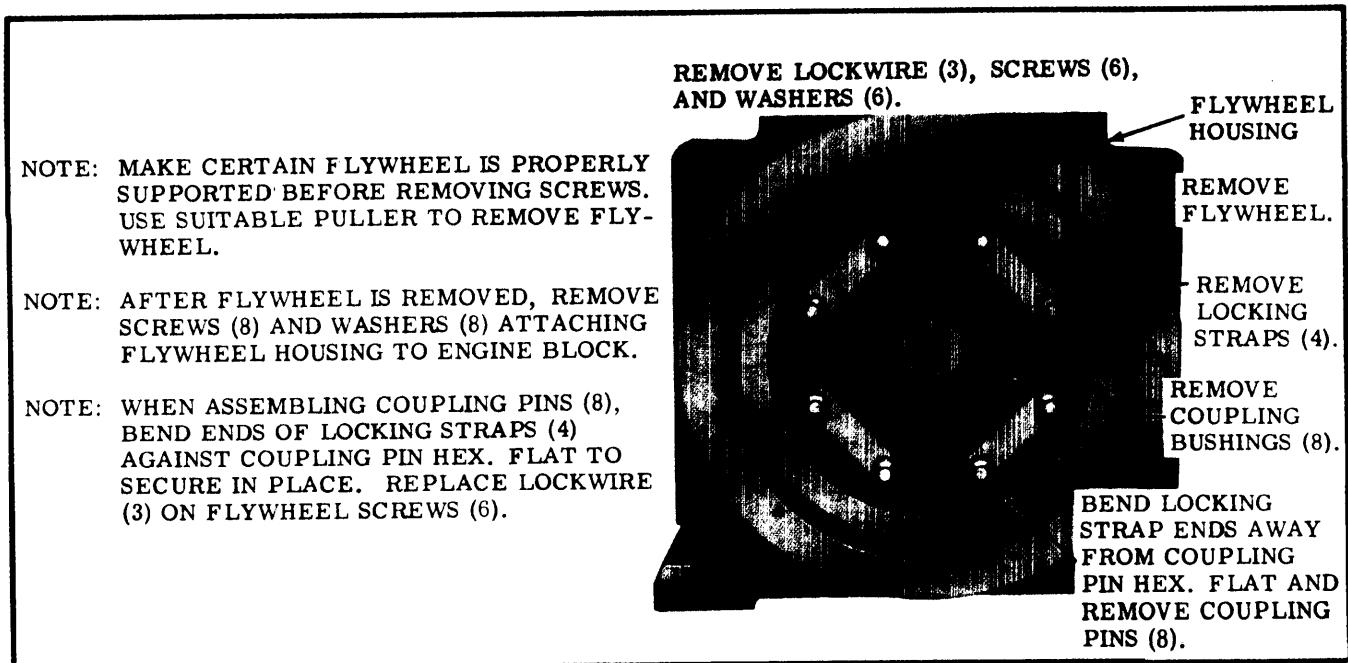 NOTE: MAKE CERTAIN FLYWHEEL IS PROPERLY
SUPPORTED BEFORE REMOVING SCREWS.
USE SUITABLE PULLER TO REMOVE FLY-
WHEEL.
NOTE: AFTER FLYWHEEL IS REMOVED, REMOVE
SCREWS (8) AND WASHERS (8) ATTACHING
FLYWHEEL HOUSING TO ENGINE BLOCK.
NOTE: WHEN ASSEMBLING COUPLING PINS (8),
BEND ENDS OF LOCKING STRAPS (4)
AGAINST COUPLING PIN HEX. FLAT TO
SECURE IN PLACE. REPLACE LOCKWIRE
(3) ON FLYWHEEL SCREWS (6).
REMOVE LOCKWIRE (3), SCREWS (6),
AND WASHERS (6).
FLYWHEEL
HOUSING
REMOVE
FLYWHEEL.
REMOVE
LOCKING
STRAPS (4).
REMOVE
COUPLING
BUSHINGS (8).
BEND LOCKING
STRAP ENDS AWAY
FROM COUPLING
PIN HEX. FLAT AND
REMOVE COUPLING
PINS (8).